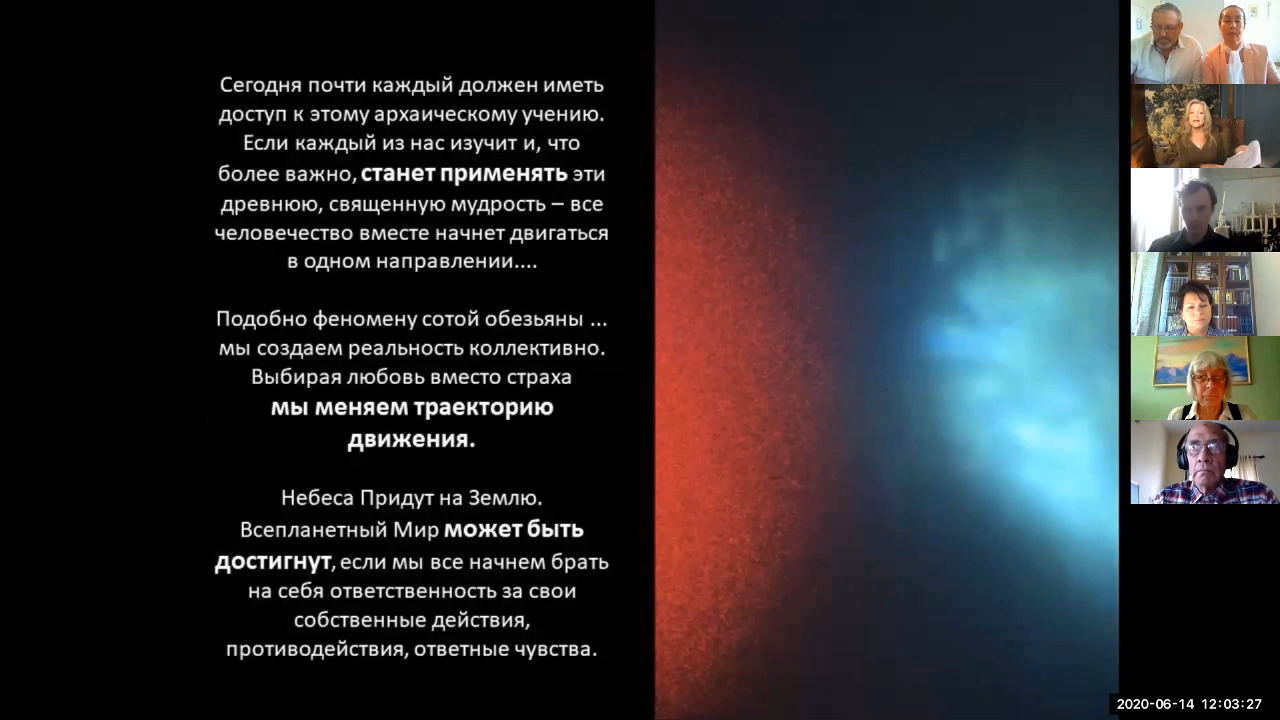 Сегодня почти каждый должен иметь
доступ к этому архаическому учению.
Если каждый из нас изучит и, что
более важно, станет применять эти
древнюю, священную мудрость – все
человечество вместе начнет двигаться
в одном направлении....
Подобно феномену сотой обезьяны ...
мы создаем реальность коллективно.
Выбирая любовь вместо страха
мы меняем траекторию
движения.
Небеса Придут на Землю.
Всепланетный Мир может быть
достигнут, если мы все начнем брать
на себя ответственность за свои
собственные действия,
противодействия, ответные чувства.
2020-06-14 12:03:27